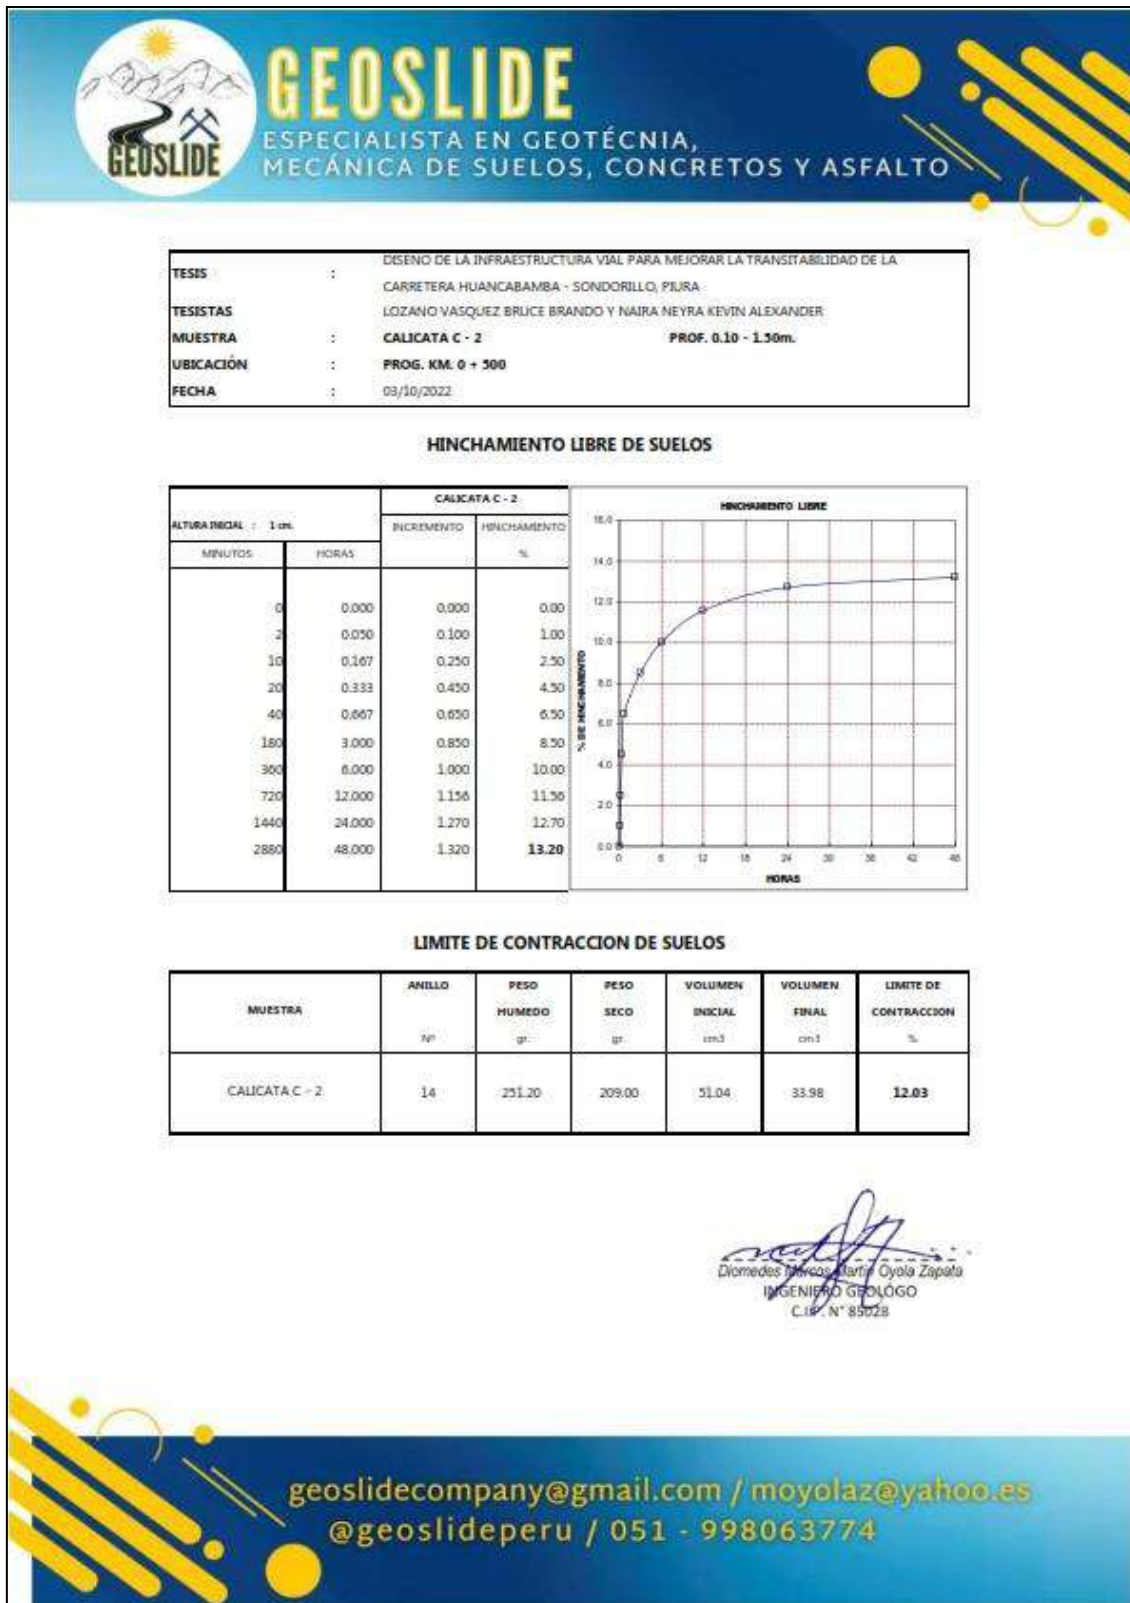 GEOSLIDE
GEOSLIDE
ESPECIALISTA EN GEOTÉCNIA,
MECÁNICA DE SUELOS, CONCRETOS Y ASFALTO
TESIS : DISENO DE LA INFRAESTRUCTURA VIAL PARA MEJORAR LA TRANSITABILIDAD DE LA
CARRETERA HUANCABAMBA - SONDORILLO, PIURA
TESISTAS LOZANO VASQUEZ BRUCE BRANDO Y NAIRA NEYRA KEVIN ALEXANDER
MUESTRA : CALICATA C - 2 PROF. 0.10 - 1.50m.
UBICACIÓN : PROG. KM. 0 + 500
FECHA : 03/10/2022
HINCHAMIENTO LIBRE DE SUELOS
CALICATA C - 2
ALTURA INICIAL : 1 cm. INCREMENTO HINCHAMIENTO
MINUTOS HORAS %
0 0.000 0.000 0.00
2 0.050 0.100 1.00
10 0.167 0.250 2.50
20 0.333 0.450 4.50
40 0.667 0.650 6.50
180 3.000 0.850 8.50
360 6.000 1.000 10.00
720 12.000 1.156 11.56
1440 24.000 1.270 12.70
2880 48.000 1.320 13.20
HINCHAMIENTO LIBRE
16.0
14.0
12.0
10.0
8.0
6.0
4.0
2.0
0.0
% DE HINCHAMIENTO
0 6 12 18 24 30 36 42 48
HORAS
LIMITE DE CONTRACCION DE SUELOS
MUESTRA ANILLO PESO PESO VOLUMEN VOLUMEN LIMITE DE
HUMEDO SECO INICIAL FINAL CONTRACCION
Nº gr. gr. cm3 cm3 %
CALICATA C - 2 14 251.20 209.00 51.04 33.98 12.03
Diomedes Marcos Martin Oyola Zapata
INGENIERO GEOLÓGO
C.I.P. N° 85028
geoslidecompany@gmail.com / moyolaz@yahoo.es
@geoslideperu / 051 - 998063774